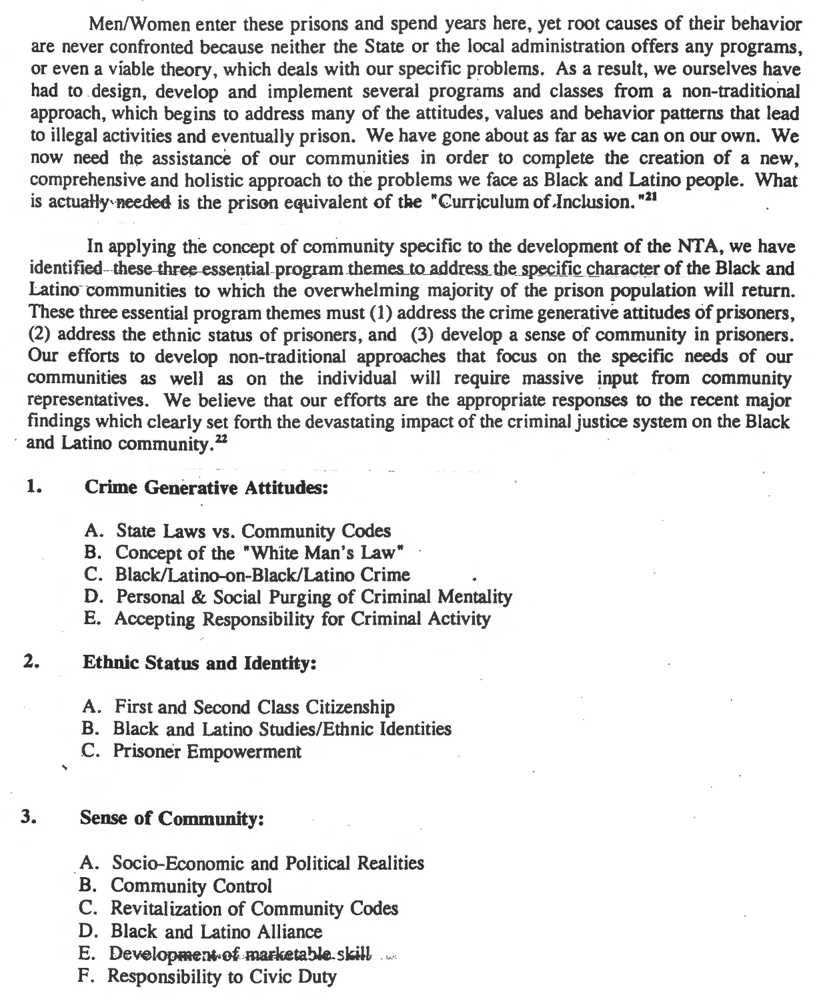 Men/Women enter these prisons and spend years here, yet root causes of their behavior
are never confronted because neither the State or the local administration offers any programs,
or even a viable theory, which deals with our specific problems. As a result, we ourselves have
had to design, develop and implement several programs and classes from a non-traditional
approach, which begins to address many of the attitudes, values and behavior patterns that lead
to illegal activities and eventually prison. We have gone about as far as we can on our own. We
now need the assistance of our communities in order to complete the creation of a new,
comprehensive and holistic approach to the problems we face as Black and Latino people. What
is actually needed is the prison equivalent of the "Curriculum of Inclusion."21
In applying the concept of community specific to the development of the NTA, we have
identified these three essential program themes to address the specific character of the Black and
Latino communities to which the overwhelming majority of the prison population will return.
These three essential program themes must (1) address the crime generative attitudes of prisoners,
(2) address the ethnic status of prisoners, and (3) develop a sense of community in prisoners.
Our efforts to develop non-traditional approaches that focus on the specific needs of our
communities as well as on the individual will require massive input from community
representatives. We believe that our efforts are the appropriate responses to the recent major
findings which clearly set forth the devastating impact of the criminal justice system on the Black
and Latino community.22
1. Crime Generative Attitudes:
A. State Laws vs. Community Codes
B. Concept of the "White Man's Law"
C. Black/Latino-on-Black/Latino Crime
D. Personal & Social Purging of Criminal Mentality
E. Accepting Responsibility for Criminal Activity
2. Ethnic Status and Identity:
A. First and Second Class Citizenship
B. Black and Latino Studies/Ethnic Identities
C. Prisoner Empowerment
3. Sense of Community:
A. Socio-Economic and Political Realities
B. Community Control
C. Revitalization of Community Codes
D. Black and Latino Alliance
E. Development of marketable skill
F. Responsibility to Civic Duty